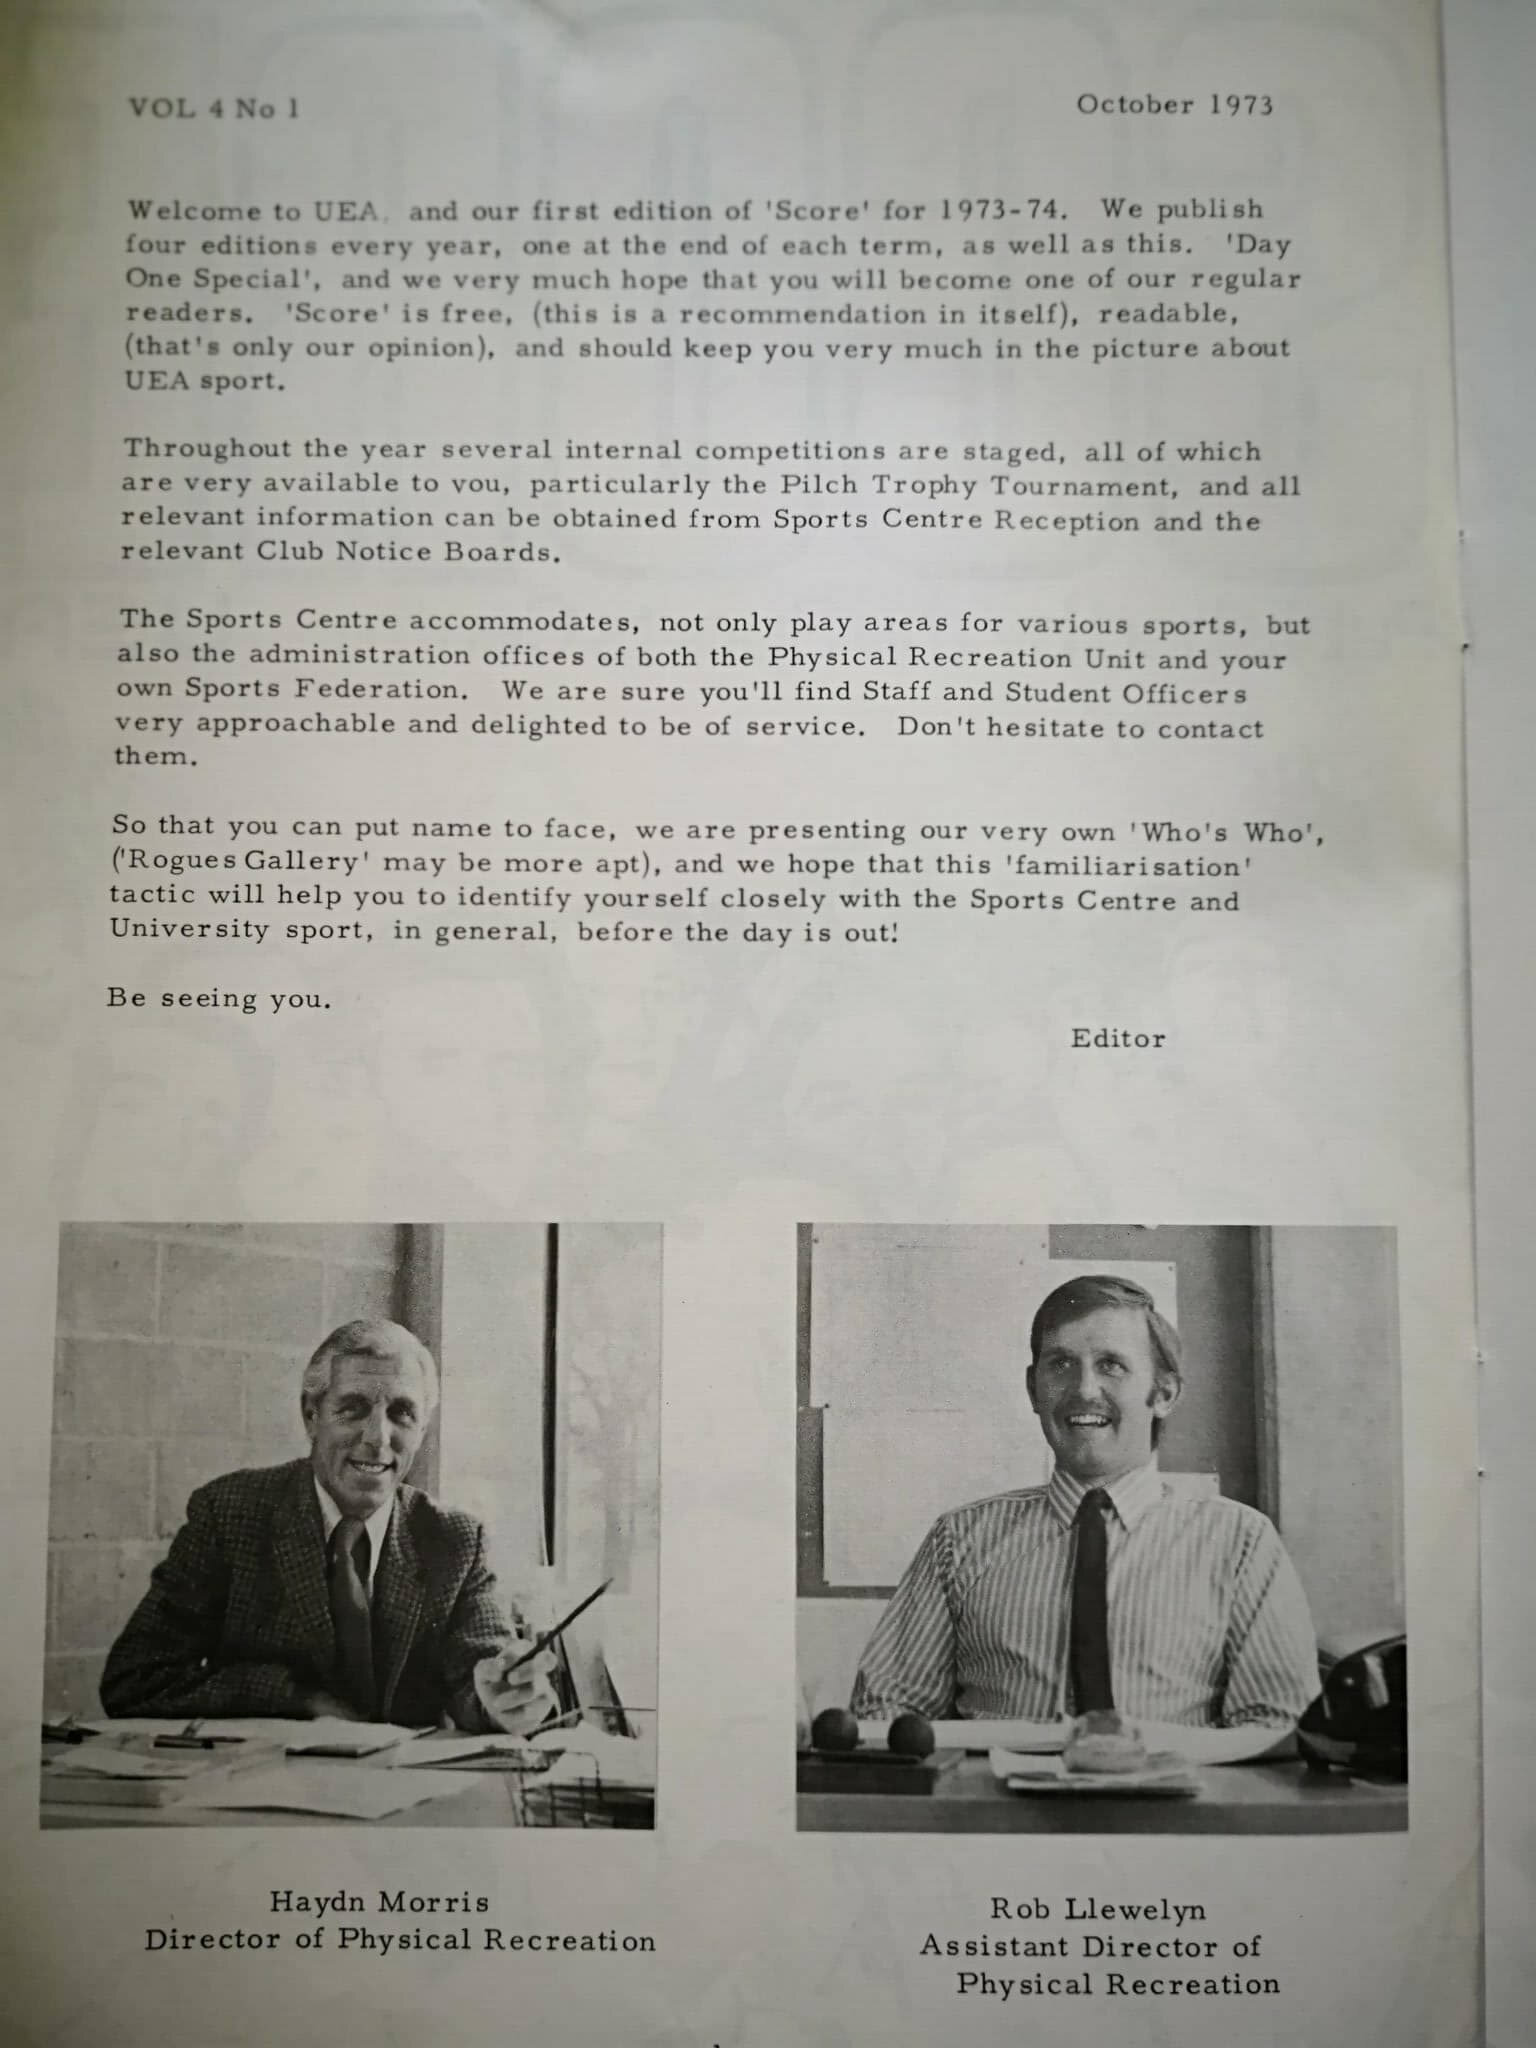 VOL 4 No 1
October 1973
Welcome to UEA, and our first edition of 'Score' for 1973-74. We publish
four editions every year, one at the end of each term, as well as this. 'Day
One Special', and we very much hope that you will become one of our regular
readers. 'Score' is free, (this is a recommendation in itself), readable,
(that's only our opinion), and should keep you very much in the picture about
UEA sport.
Throughout the year several internal competitions are staged, all of which
are very available to you, particularly the Pilch Trophy Tournament, and all
relevant information can be obtained from Sports Centre Reception and the
relevant Club Notice Boards.
The Sports Centre accommodates, not only play areas for various sports, but
also the administration offices of both the Physical Recreation Unit and your
own Sports Federation. We are sure you'll find Staff and Student Officers
very approachable and delighted to be of service. Don't hesitate to contact
them.
So that you can put name to face, we are presenting our very own 'Who's Who',
('Rogues Gallery' may be more apt), and we hope that this 'familiarisation'
tactic will help you to identify yourself closely with the Sports Centre and
University sport, in general, before the day is out!
Be seeing you.
Editor
Haydn Morris
Director of Physical Recreation
Rob Llewelyn
Assistant Director of
Physical Recreation